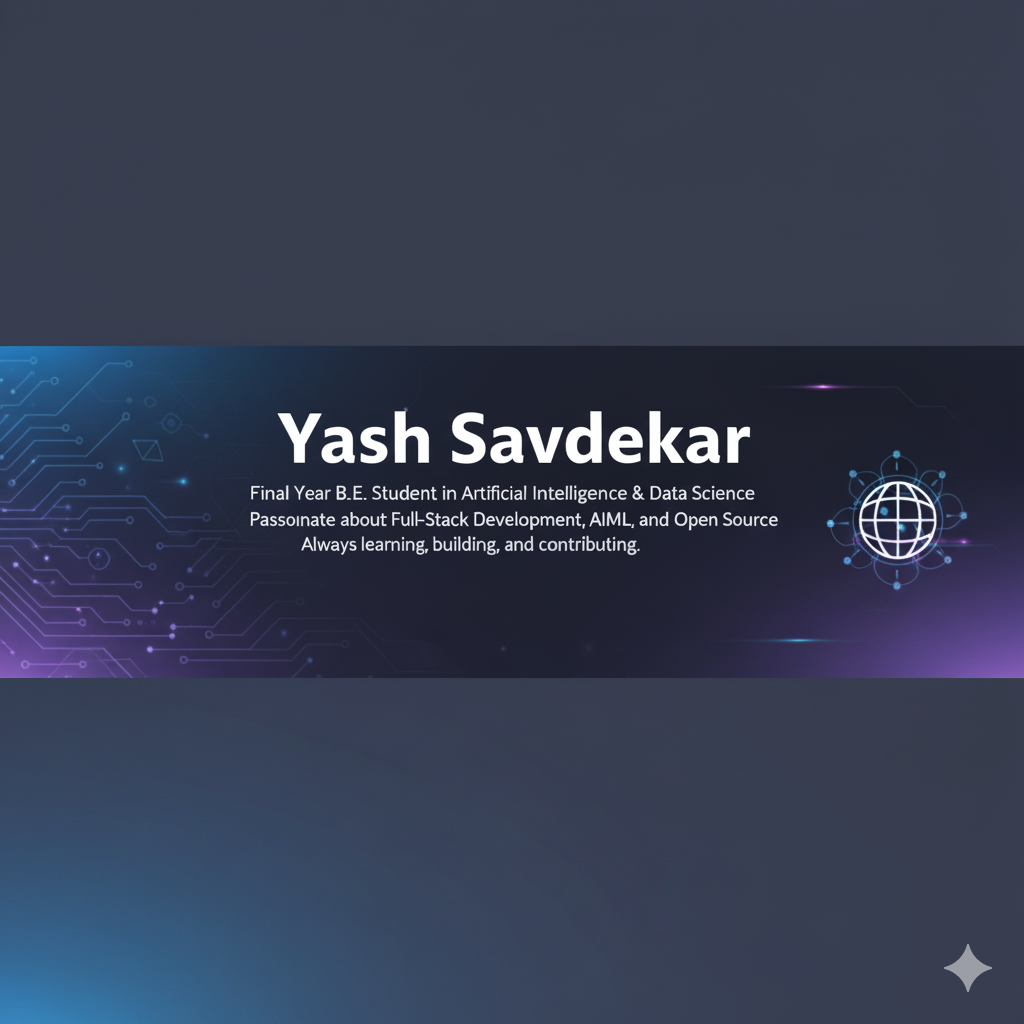 Yash Savdekar
Final Year B.E. Student in Artificial Intelligence & Data Science
Passoınate about Full-Stack Development, AIML, and Open Source
Always learning, building, and contributing.